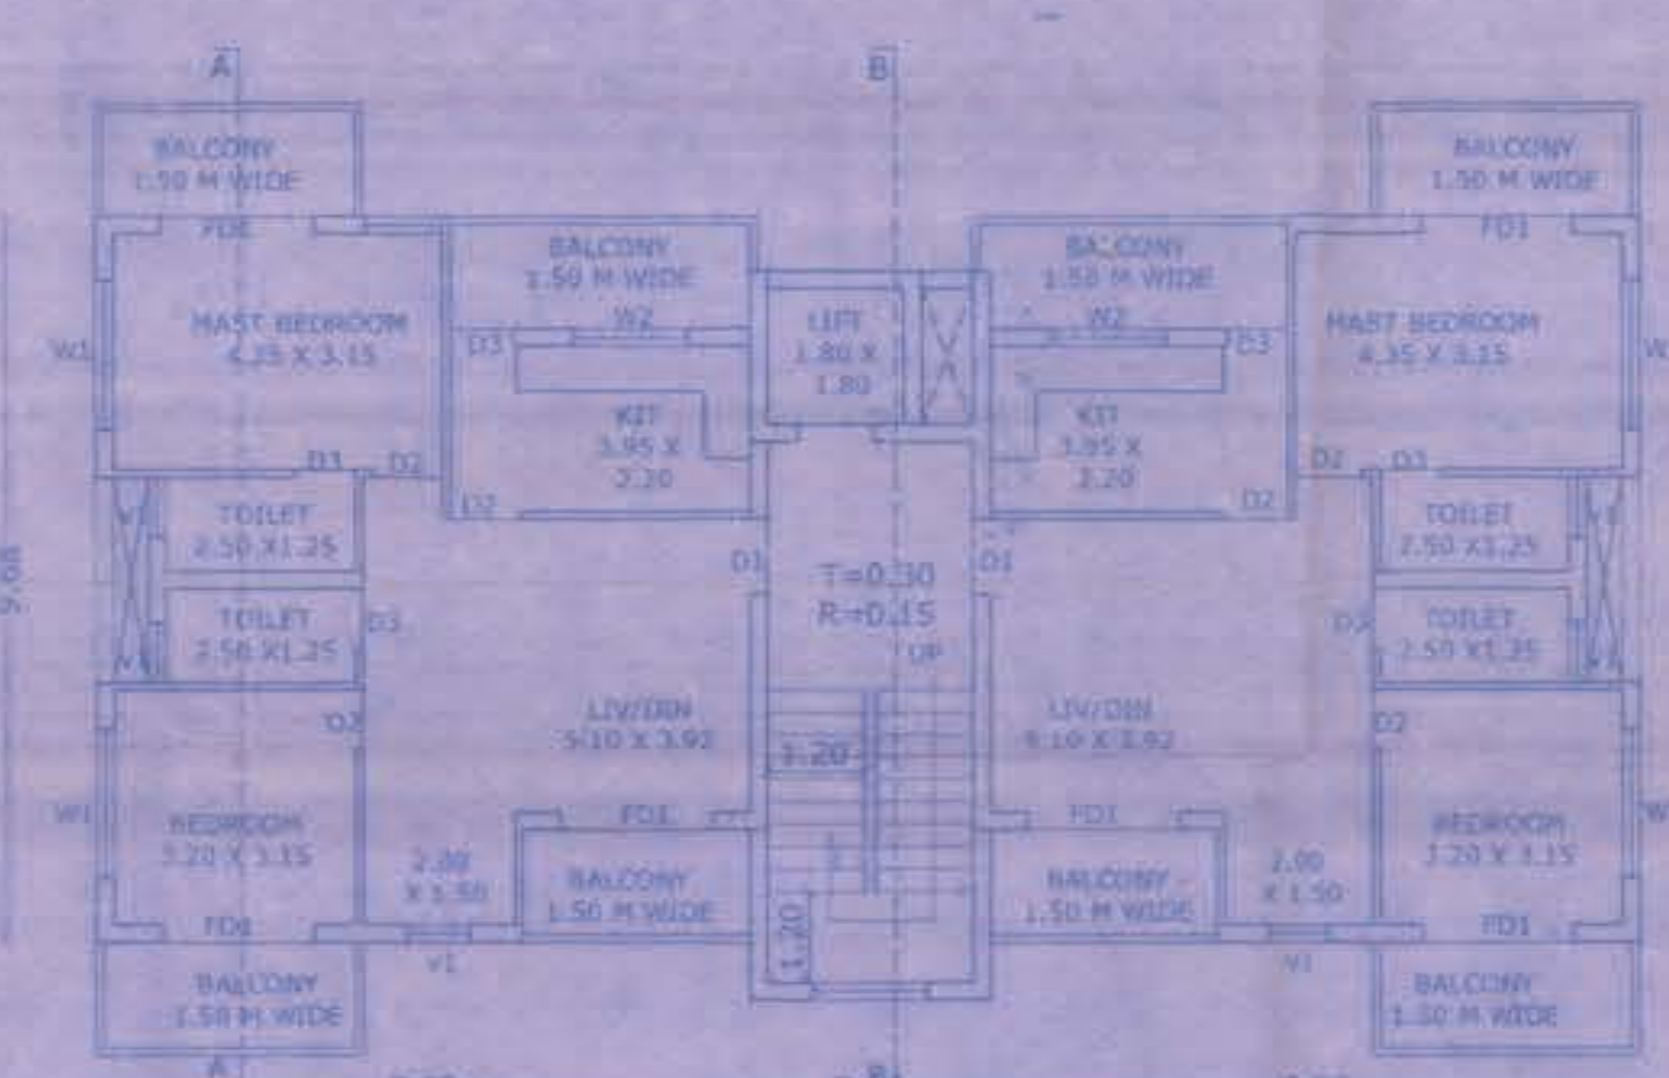 A
B
BALCONY
1.50 M WIDE
BALCONY
1.50 M WIDE
FD1
BALCONY
1.50 M WIDE
BALCONY
1.50 M WIDE
FD1
MAST BEDROOM
4.35 X 3.15
W1
D3
W2
LIFT
1.80 X
1.80
W2
D3
MAST BEDROOM
4.35 X 3.15
KIT
3.95 X
2.20
KIT
3.95 X
2.20
D3
D2
D2
D3
D2
D2
TOILET
2.50 X1.25
TOILET
2.50 X1.25
D1
D1
T=0.30
R=0.15
UP
9.68
TOILET
2.50 X1.25
D3
D3
TOILET
2.50 X1.25
V1
D2
LIV/DIN
5.10 X 3.92
LIV/DIN
5.10 X 3.92
D2
1.20
W1
BEDROOM
3.20 X 3.15
FD1
FD1
BEDROOM
3.20 X 3.15
2.00
X 1.50
BALCONY
1.50 M WIDE
BALCONY
1.50 M WIDE
2.00
X 1.50
1.20
FD1
FD1
V1
V1
BALCONY
1.50 M WIDE
BALCONY
1.50 M WIDE
A
B